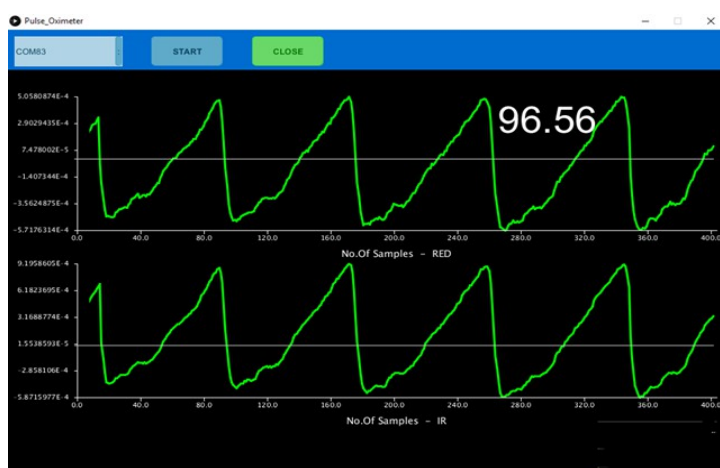 Pulse_Oximeter
COM83 START CLOSE
96.56
5.0580874E-4
2.9029435E-4
7.478002E-5
-1.407344E-4
-3.5624875E-4
-5.7176314E-4
0.0 40.0 80.0 120.0 160.0 200.0 240.0 280.0 320.0 360.0 400.0
No.Of Samples - RED
9.1958605E-4
6.1823695E-4
3.1688774E-4
1.5538593E-5
-2.858106E-4
-5.8715977E-4
0.0 40.0 80.0 120.0 160.0 200.0 240.0 280.0 320.0 360.0 400.0
No.Of Samples - IR